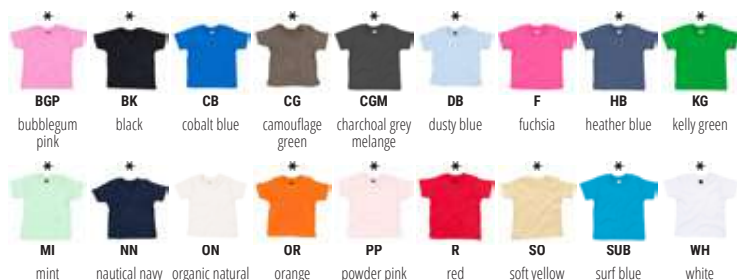 * * * * * * *
BGP BK CB CG CGM DB F HB KG
bubblegum black cobalt blue camouflage charchoal grey dusty blue fuchsia heather blue kelly green
pink green melange
* * * * * * *
MI NN ON OR PP R SO SUB WH
mint nautical navy organic natural orange powder pink red soft yellow surf blue white